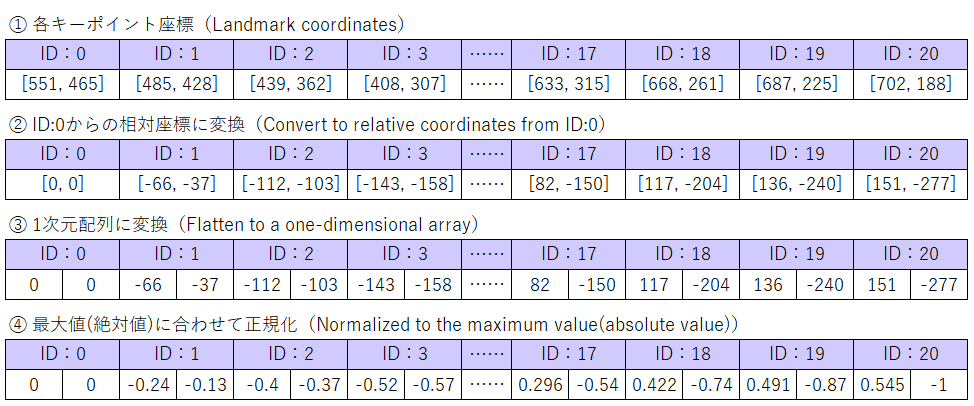 ① 各キーポイント座標（Landmark coordinates）
ID：0 ID：1 ID：2 ID：3 …… ID：17 ID：18 ID：19 ID：20
[551, 465] [485, 428] [439, 362] [408, 307] …… [633, 315] [668, 261] [687, 225] [702, 188]
② ID:0からの相対座標に変換（Convert to relative coordinates from ID:0）
ID：0 ID：1 ID：2 ID：3 …… ID：17 ID：18 ID：19 ID：20
[0, 0] [-66, -37] [-112, -103] [-143, -158] …… [82, -150] [117, -204] [136, -240] [151, -277]
③ 1次元配列に変換（Flatten to a one-dimensional array）
ID：0 ID：1 ID：2 ID：3 …… ID：17 ID：18 ID：19 ID：20
0 0 -66 -37 -112 -103 -143 -158 …… 82 -150 117 -204 136 -240 151 -277
④ 最大値(絶対値)に合わせて正規化（Normalized to the maximum value(absolute value)）
ID：0 ID：1 ID：2 ID：3 …… ID：17 ID：18 ID：19 ID：20
0 0 -0.24 -0.13 -0.4 -0.37 -0.52 -0.57 …… 0.296 -0.54 0.422 -0.74 0.491 -0.87 0.545 -1